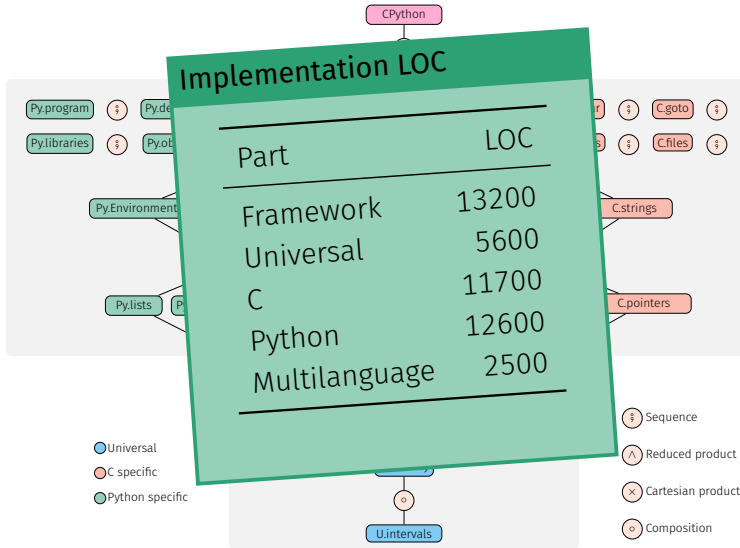 CPython
Implementation LOC
Part LOC
Framework 13200
Universal 5600
C 11700
Python 12600
Multilanguage 2500
Py.program
C.goto
Py.libraries
C.files
Py.Environment
C.strings
Py.lists
C.pointers
Universal
C specific
Python specific
U.intervals
Sequence
Reduced product
Cartesian product
Composition